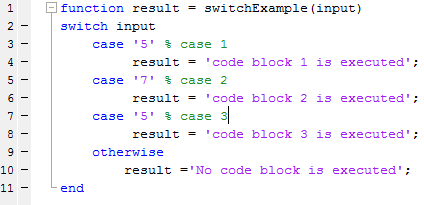 1 function result = switchExample(input)
2 - switch input
3 - case '5' % case 1
4 - result = 'code block 1 is executed';
5 - case '7' % case 2
6 - result = 'code block 2 is executed';
7 - case '5' % case 3
8 - result = 'code block 3 is executed';
9 - otherwise
10 - result ='No code block is executed';
11 - end